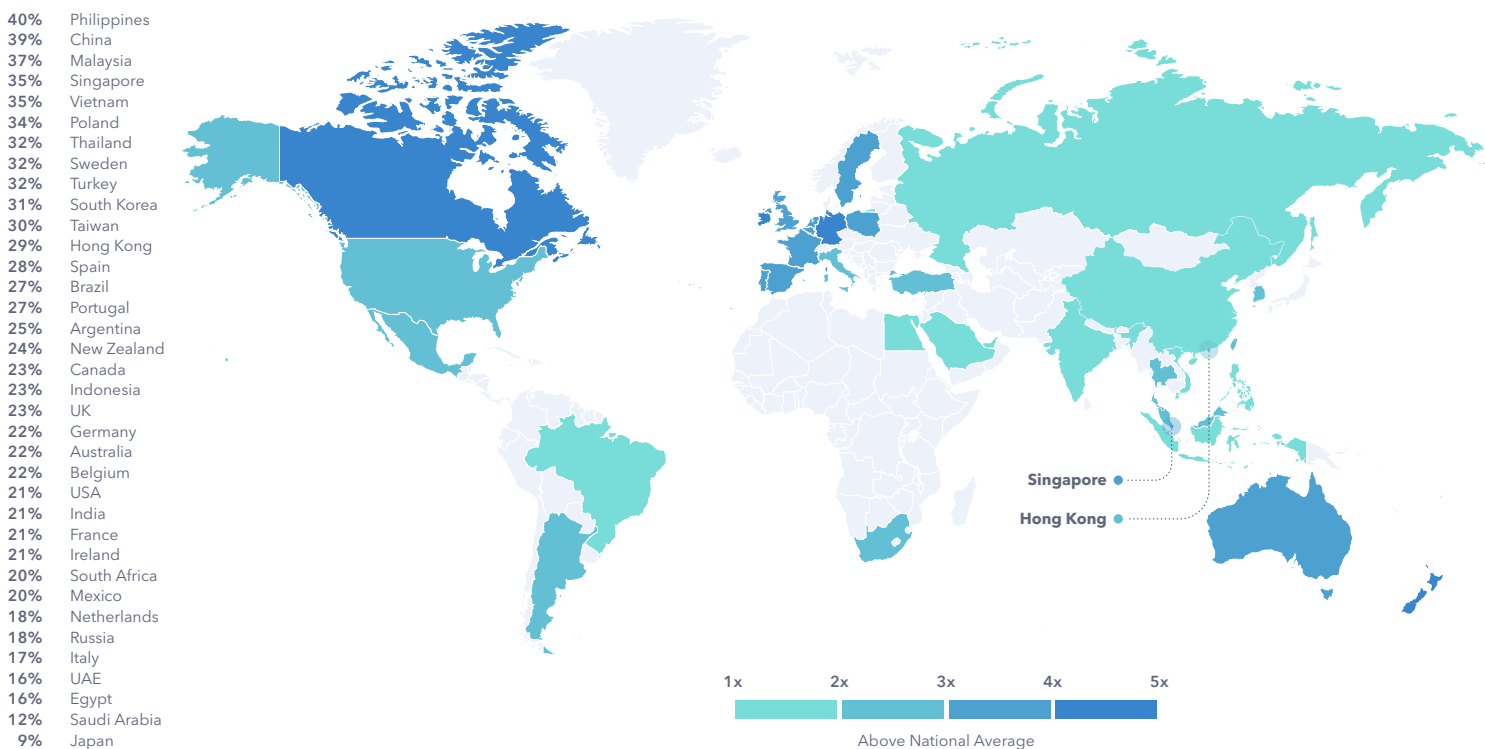 40% Philippines
39% China
37% Malaysia
35% Singapore
35% Vietnam
34% Poland
32% Thailand
32% Sweden
32% Turkey
31% South Korea
30% Taiwan
29% Hong Kong
28% Spain
27% Brazil
27% Portugal
25% Argentina
24% New Zealand
23% Canada
23% Indonesia
23% UK
22% Germany
22% Australia
22% Belgium
21% USA
21% India
21% France
21% Ireland
20% South Africa
20% Mexico
18% Netherlands
18% Russia
17% Italy
16% UAE
16% Egypt
12% Saudi Arabia
9% Japan
Singapore
Hong Kong
1x 2x 3x 4x 5x
Above National Average